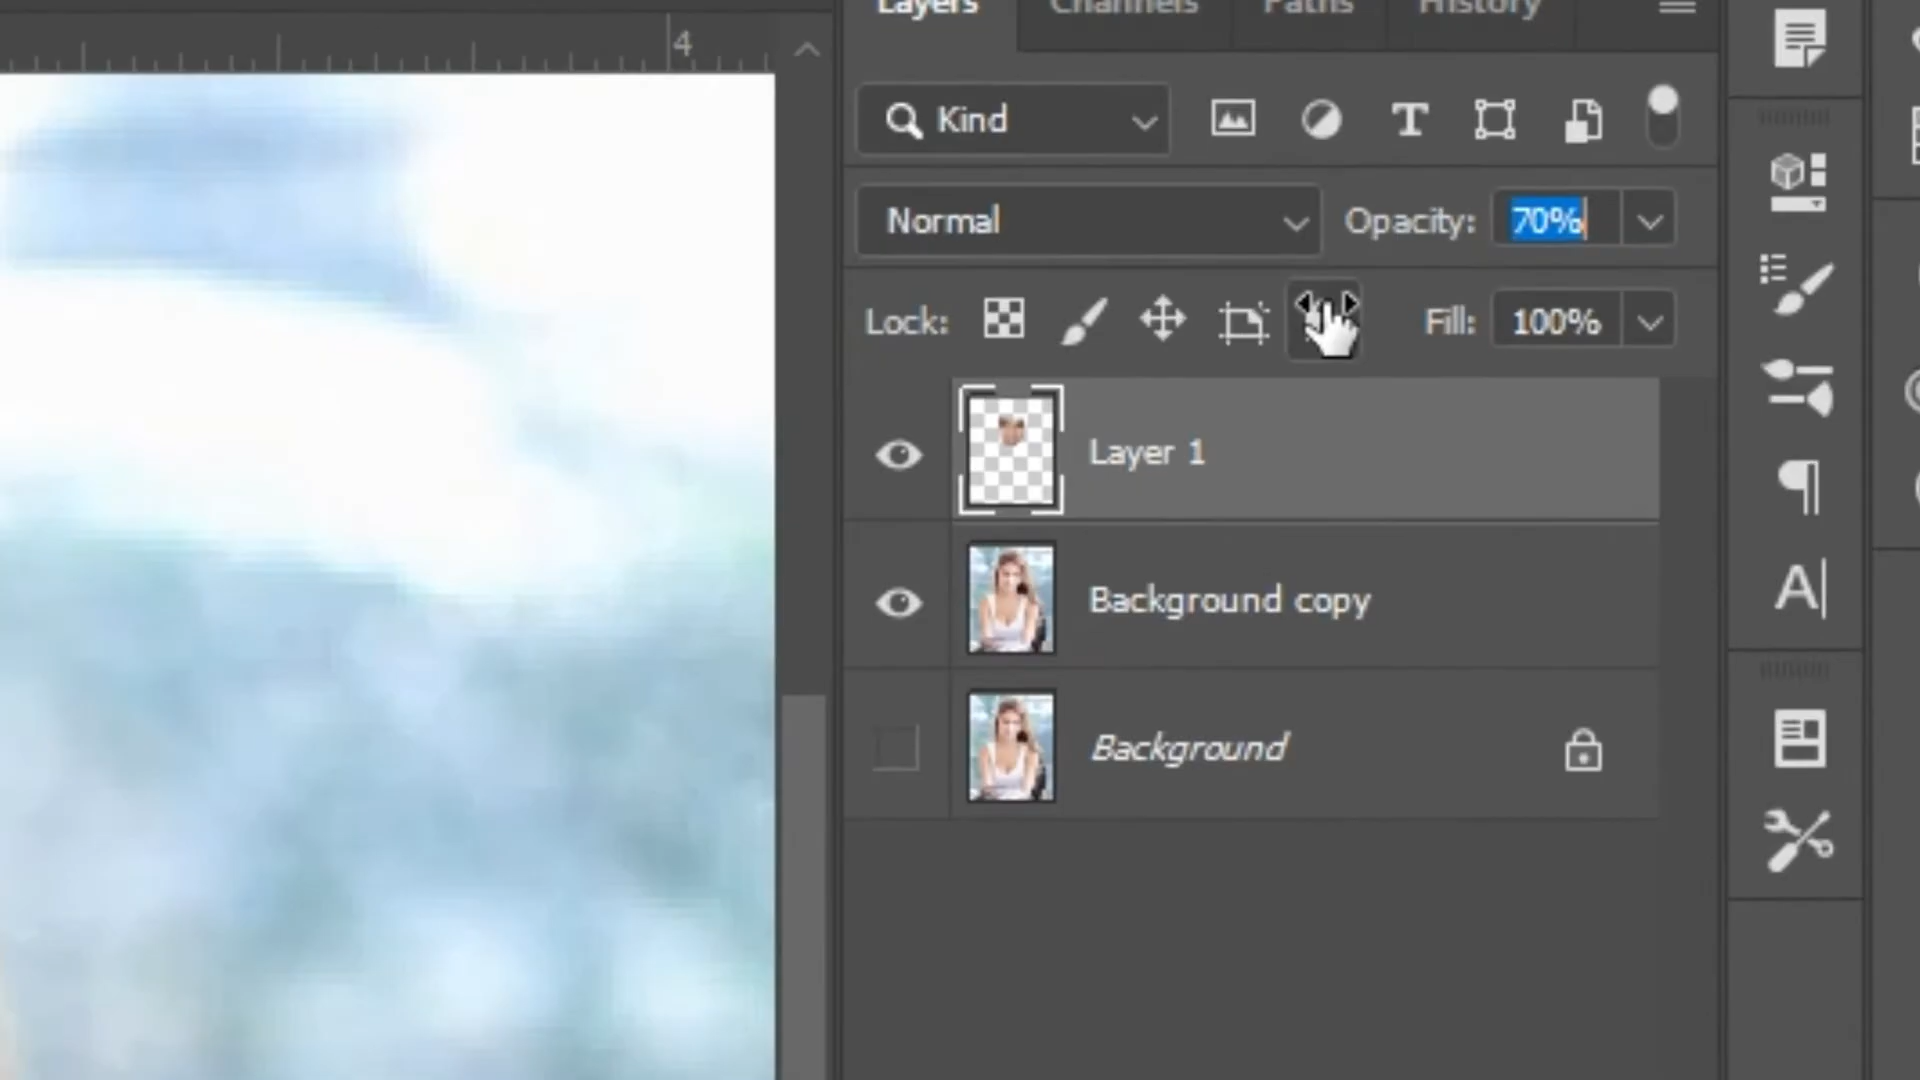 Layers Channels Paths History
4
Kind T
Normal Opacity: 70%
Lock: Fill: 100%
Layer 1
Background copy
Background
A